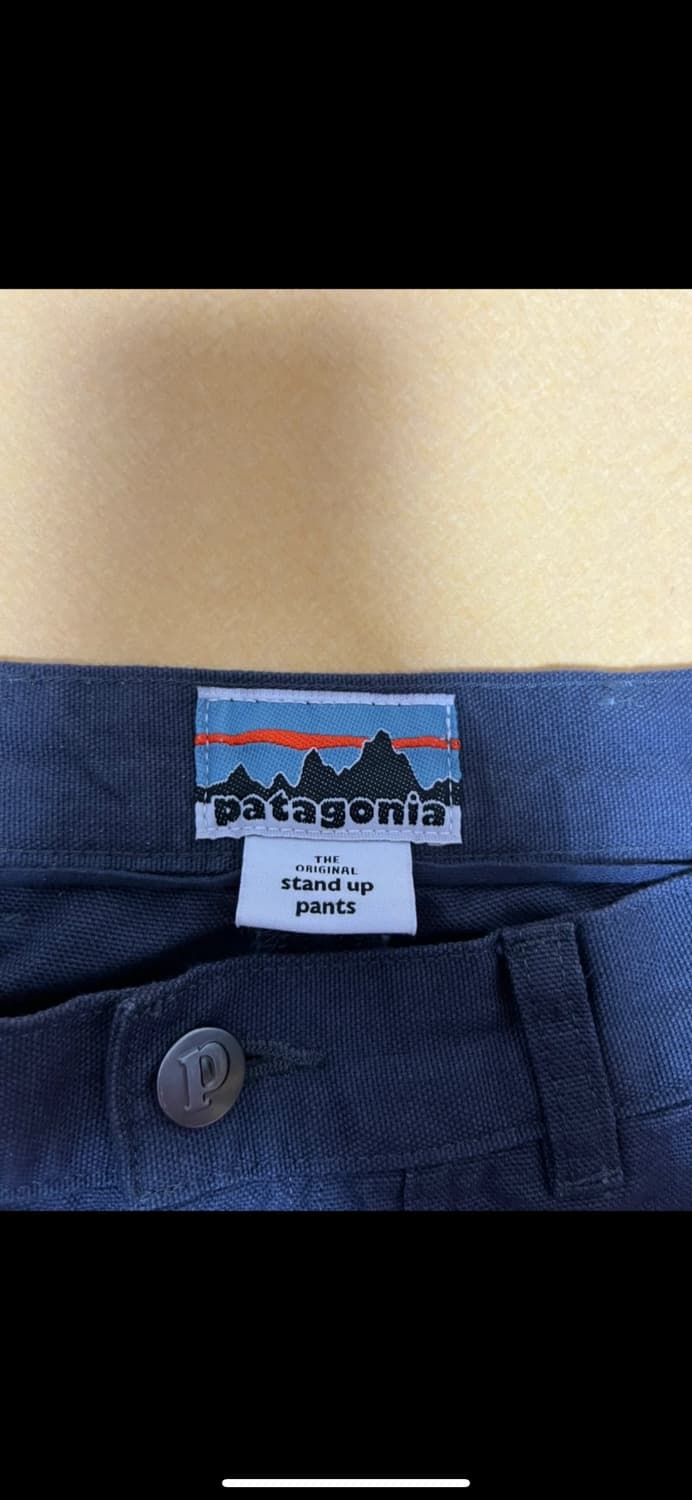 patagonia
THE
ORIGINAL
stand up
pants
P